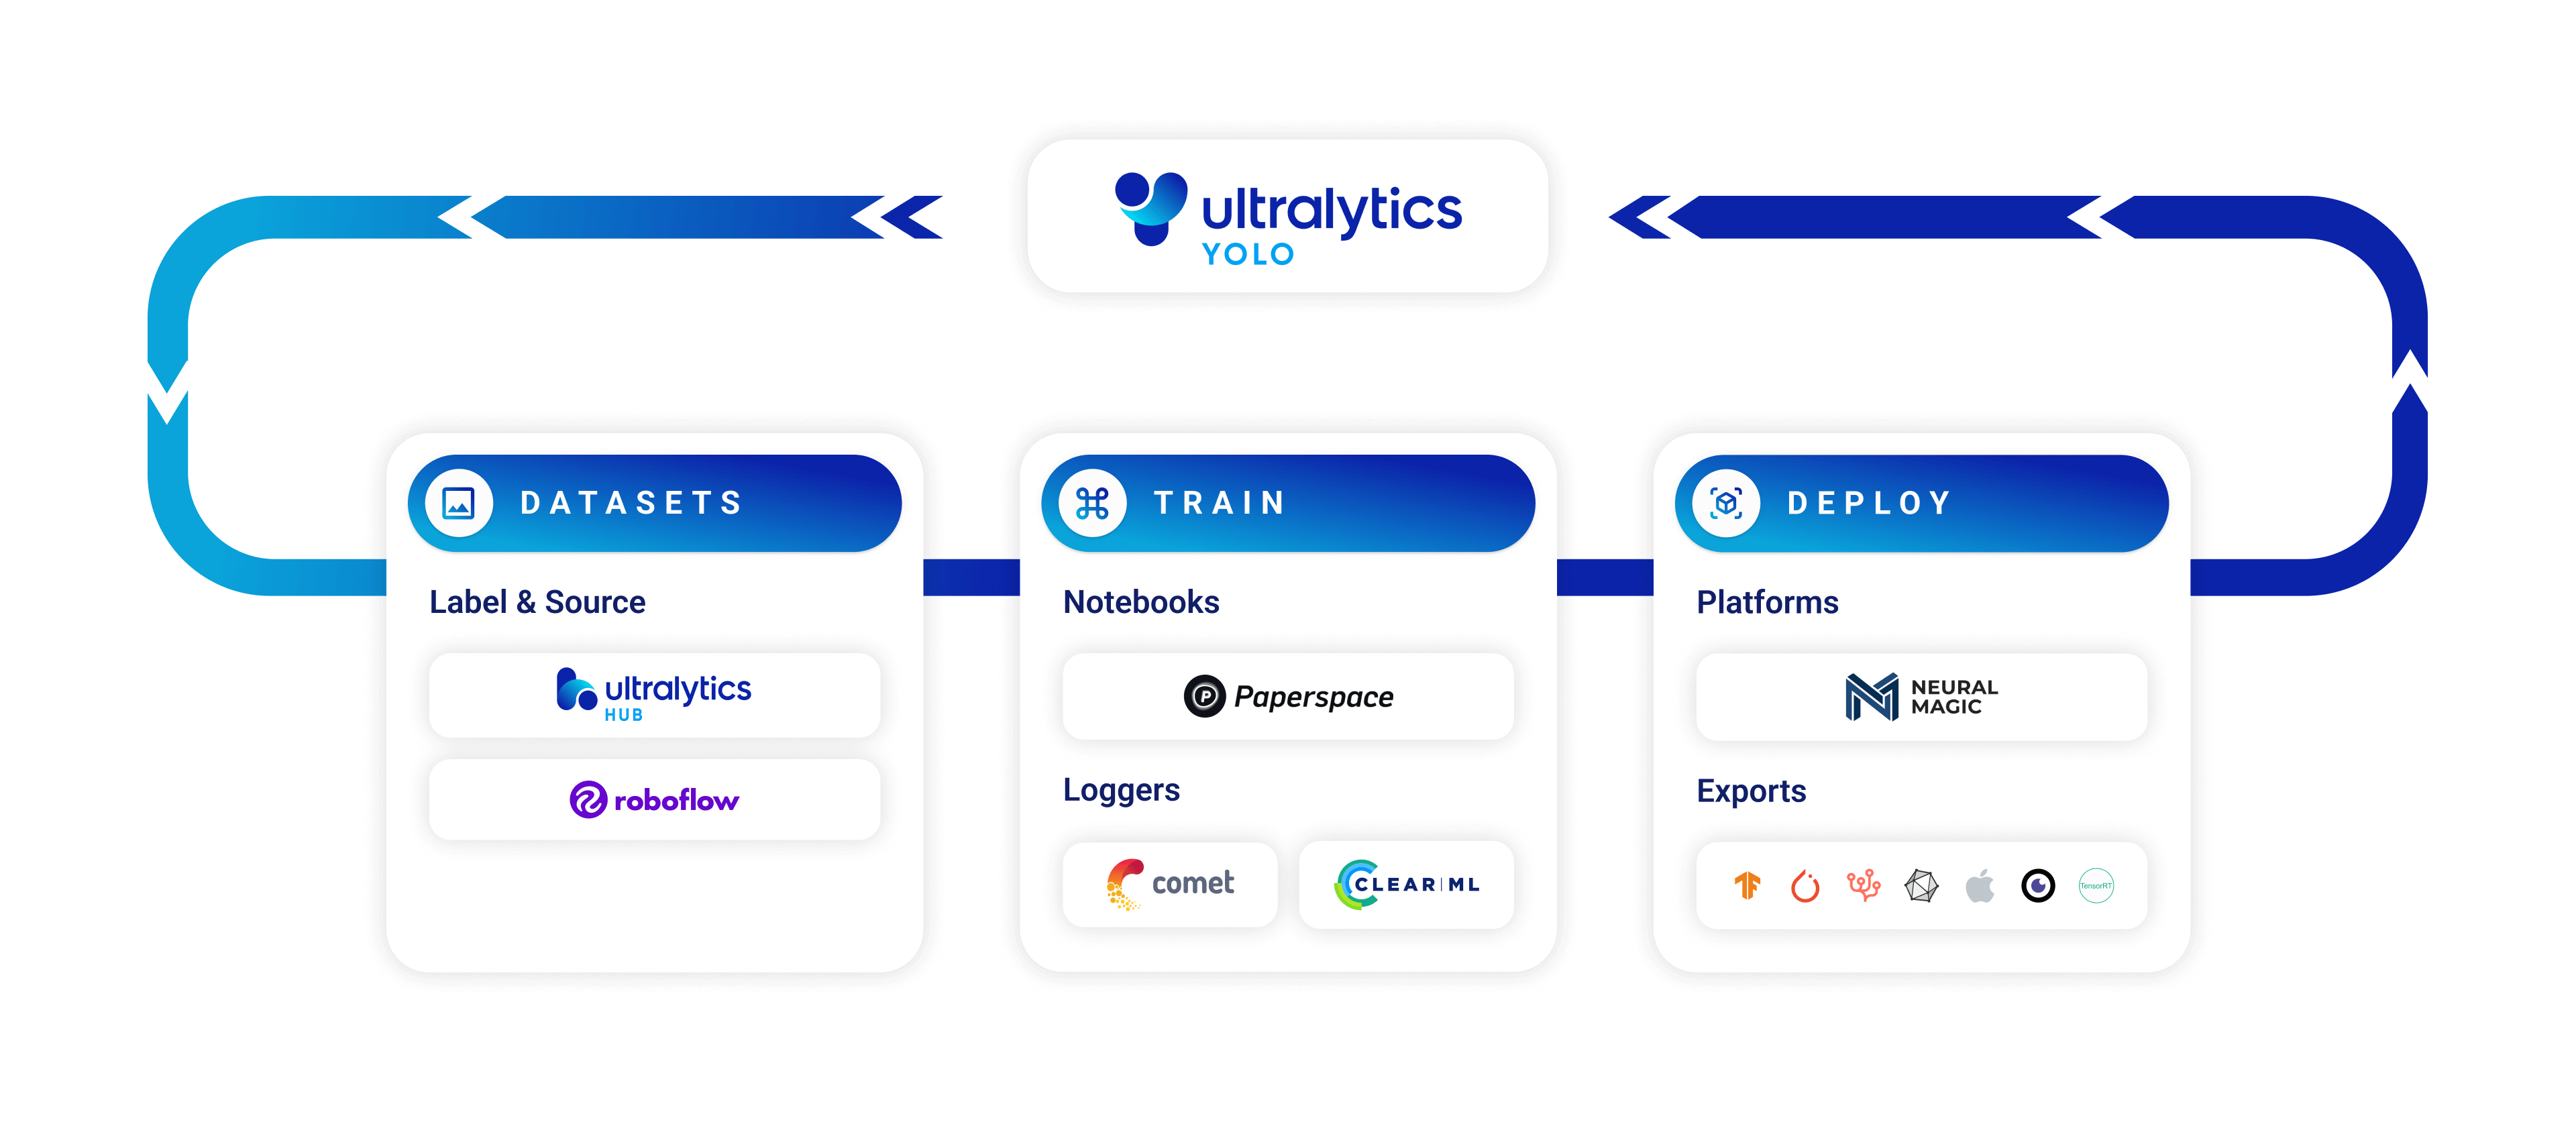 ultralytics
YOLO
DATASETS
Label & Source
ultralytics
HUB
roboflow
TRAIN
Notebooks
P Paperspace
Loggers
comet
CLEAR|ML
DEPLOY
Platforms
NEURAL
MAGIC
Exports
TensorRT